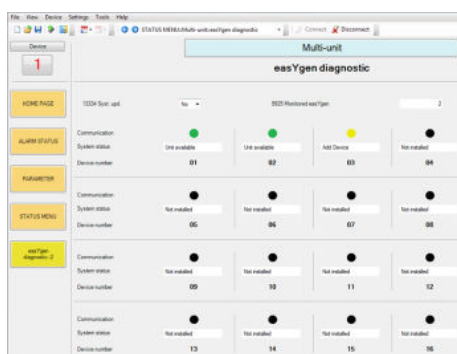 File View Device Settings Tools Help
STATUS MENU\Multi-unit\easYgen diagnostic Connect Disconnect
Device
1
Multi-unit
easYgen diagnostic
HOME PAGE
ALARM STATUS
PARAMETER
STATUS MENU
easYgen
diagnostic -2
13334 Syst. upd. No 5925 Monitored easYgen 2
Communication
System status Unit available Unit available Add Device Not installed
Device number 01 02 03 04
Communication
System status Not installed Not installed Not installed Not installed
Device number 05 06 07 08
Communication
System status Not installed Not installed Not installed Not installed
Device number 09 10 11 12
Communication
System status Not installed Not installed Not installed Not installed
Device number 13 14 15 16